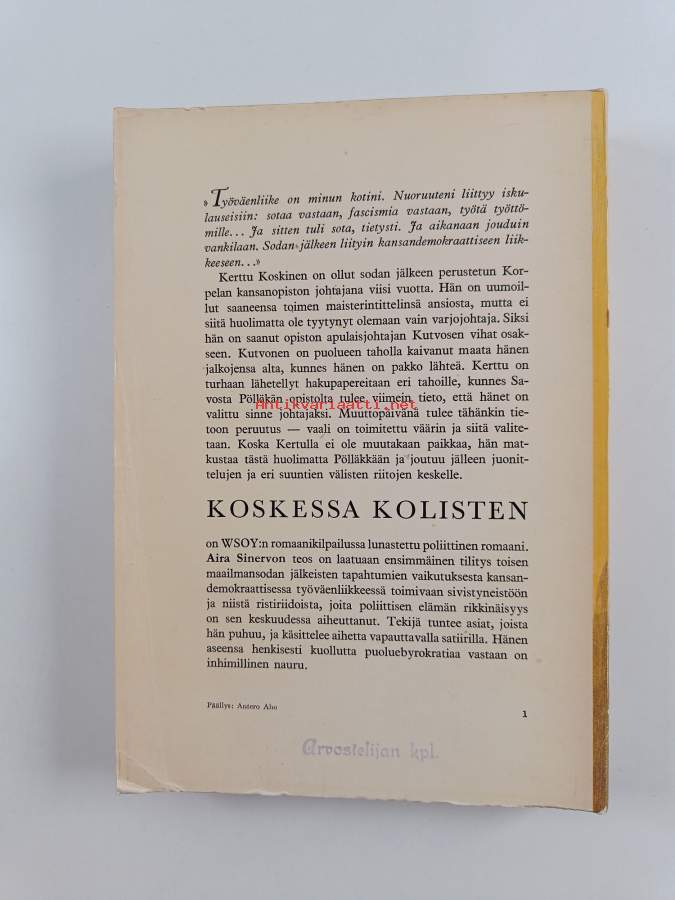 »Työväenliike on minun kotini. Nuoruuteni liittyy isku-
lauseisiin: sotaa vastaan, fascismia vastaan, työtä työttö-
mille... Ja sitten tuli sota, tietysti. Ja aikanaan jouduin
vankilaan. Sodan jälkeen liityin kansandemokraattiseen liik-
keeseen...»
Kerttu Koskinen on ollut sodan jälkeen perustetun Kor-
pelan kansanopiston johtajana viisi vuotta. Hän on uumoil-
lut saaneensa toimen maisterintittelinsä ansiosta, mutta ei
siitä huolimatta ole tyytynyt olemaan vain varjojohtaja. Siksi
hän on saanut opiston apulaisjohtajan Kutvosen vihat osak-
seen. Kutvonen on puolueen taholla kaivanut maata hänen
jalkojensa alta, kunnes hänen on pakko lähteä. Kerttu on
turhaan lähetellyt hakupapereitaan eri tahoille, kunnes Sa-
vosta Pölläkän opistolta tulee viimein tieto, että hänet on
valittu sinne johtajaksi. Muuttopäivänä tulee tähänkin tie-
toon peruutus — vaali on toimitettu väärin ja siitä valite-
taan. Koska Kertulla ei ole muutakaan paikkaa, hän mat-
kustaa tästä huolimatta Pölläkkään ja joutuu jälleen juonit-
telujen ja eri suuntien välisten riitojen keskelle.
KOSKESSA KOLISTEN
on WSOY:n romaanikilpailussa lunastettu poliittinen romaani.
Aira Sinervon teos on laatuaan ensimmäinen tilitys toisen
maailmansodan jälkeisten tapahtumien vaikutuksesta kansan-
demokraattisessa työväenliikkeessä toimivaan sivistyneistöön
ja niistä ristiriidoista, joita poliittisen elämän rikkinäisyys
on sen keskuudessa aiheuttanut. Tekijä tuntee asiat, joista
hän puhuu, ja käsittelee aihetta vapauttavalla satiirilla. Hänen
aseensa henkisesti kuollutta puoluebyrokratiaa vastaan on
inhimillinen nauru.
Päällys: Antero Aho
1
Arvostelijan kpl.
Antikvariaatti.net